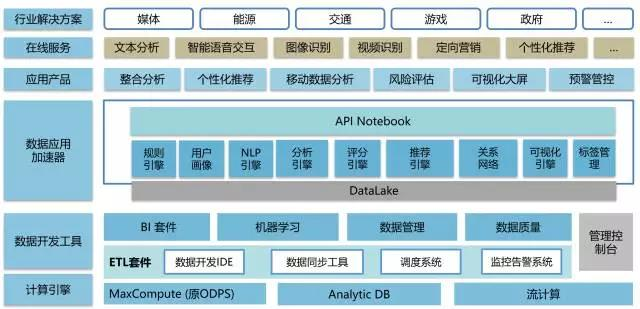 行业解决方案 媒体 能源 交通 游戏 政府 ...
在线服务 文本分析 智能语音交互 图像识别 视频识别 定向营销 个性化推荐 ...
应用产品 整合分析 个性化推荐 移动数据分析 风险评估 可视化大屏 预警管控
数据应用
加速器
API Notebook
规则
引擎
用户
画像
NLP
引擎
分析
引擎
评分
引擎
推荐
引擎
关系
网络
可视化
引擎
标签管
理
DataLake
数据开发工具
BI 套件 机器学习 数据管理 数据质量
ETL套件 数据开发IDE 数据同步工具 调度系统 监控告警系统
管理控
制台
计算引擎 MaxCompute (原ODPS) Analytic DB 流计算